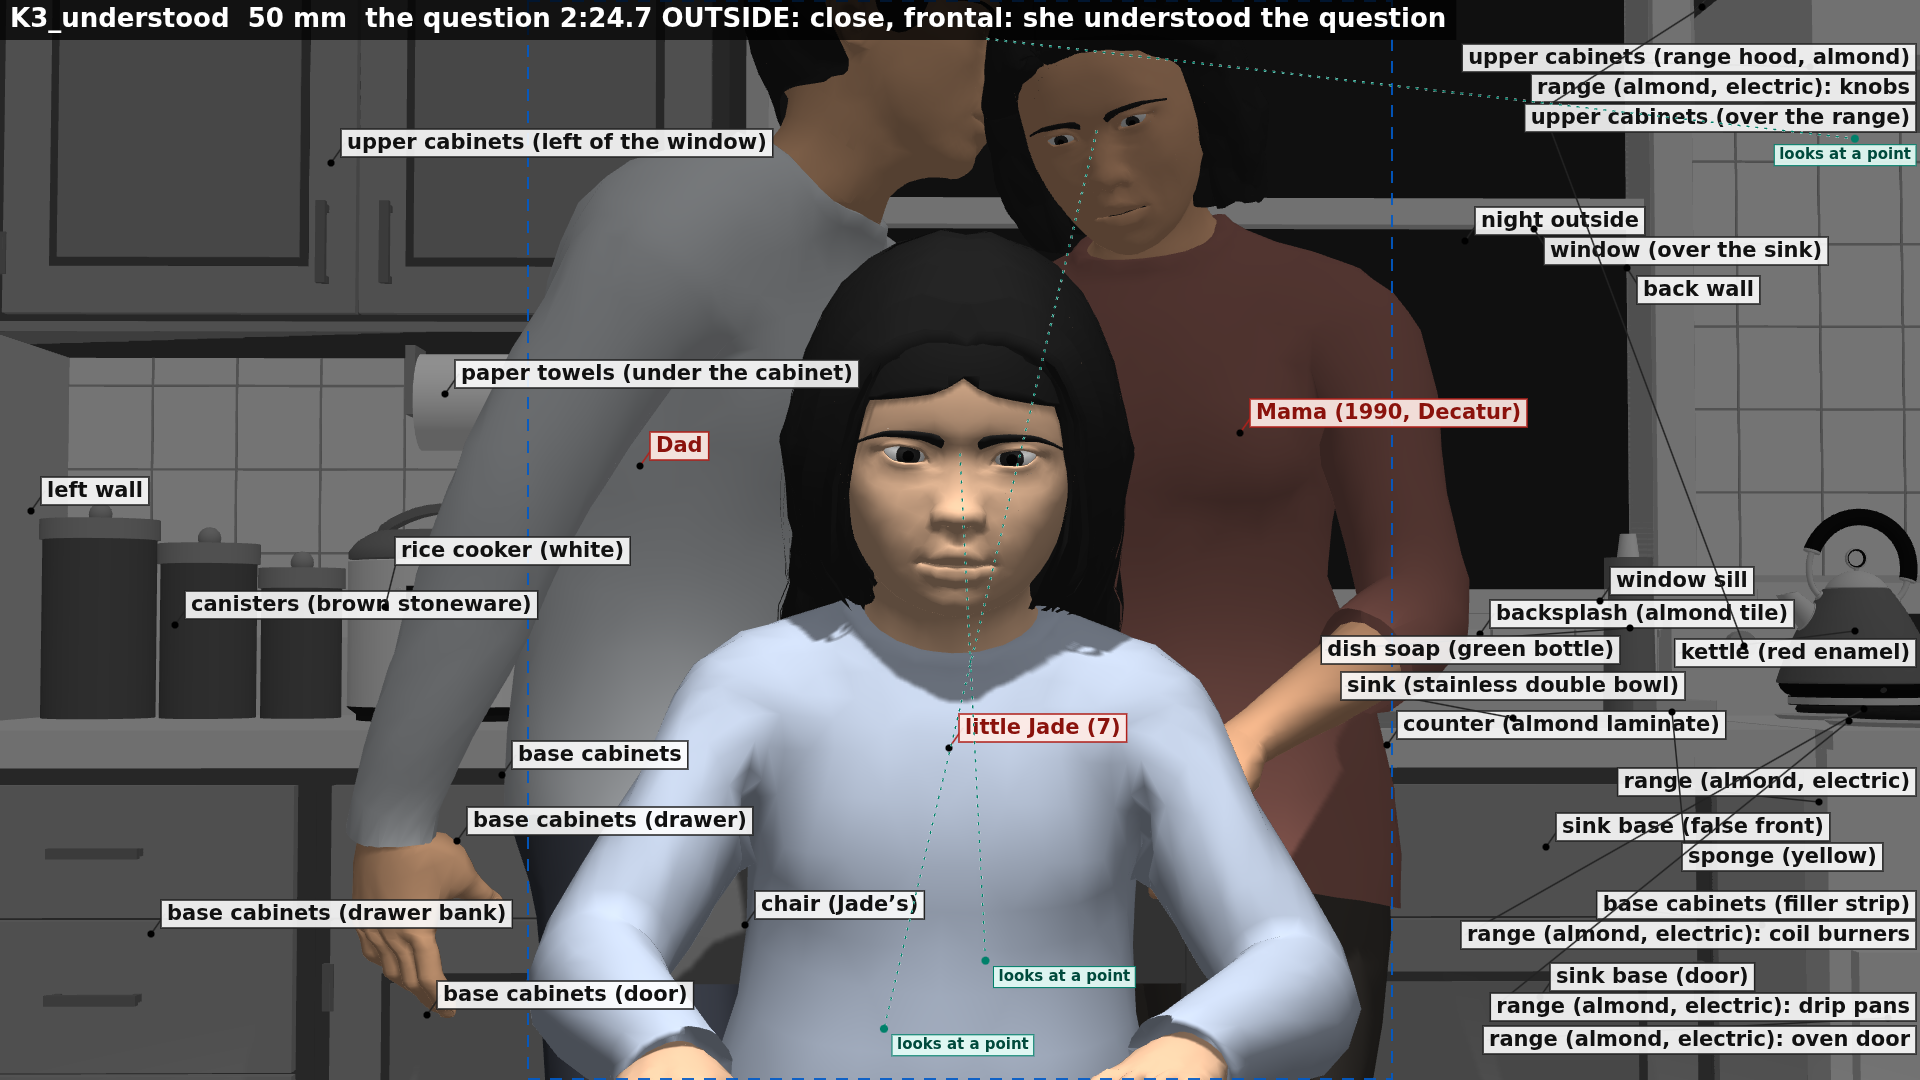 K3_understood  50 mm  the question 2:24.7 OUTSIDE: close, frontal: she understood the question
upper cabinets (range hood, almond)
range (almond, electric): knobs
upper cabinets (over the range)
upper cabinets (left of the window)
looks at a point
night outside
window (over the sink)
back wall
paper towels (under the cabinet)
Mama (1990, Decatur)
Dad
left wall
rice cooker (white)
window sill
canisters (brown stoneware)
backsplash (almond tile)
dish soap (green bottle)
kettle (red enamel)
sink (stainless double bowl)
little Jade (7)
counter (almond laminate)
base cabinets
range (almond, electric)
base cabinets (drawer)
sink base (false front)
sponge (yellow)
chair (Jade’s)
base cabinets (filler strip)
base cabinets (drawer bank)
range (almond, electric): coil burners
looks at a point
sink base (door)
base cabinets (door)
range (almond, electric): drip pans
looks at a point
range (almond, electric): oven door